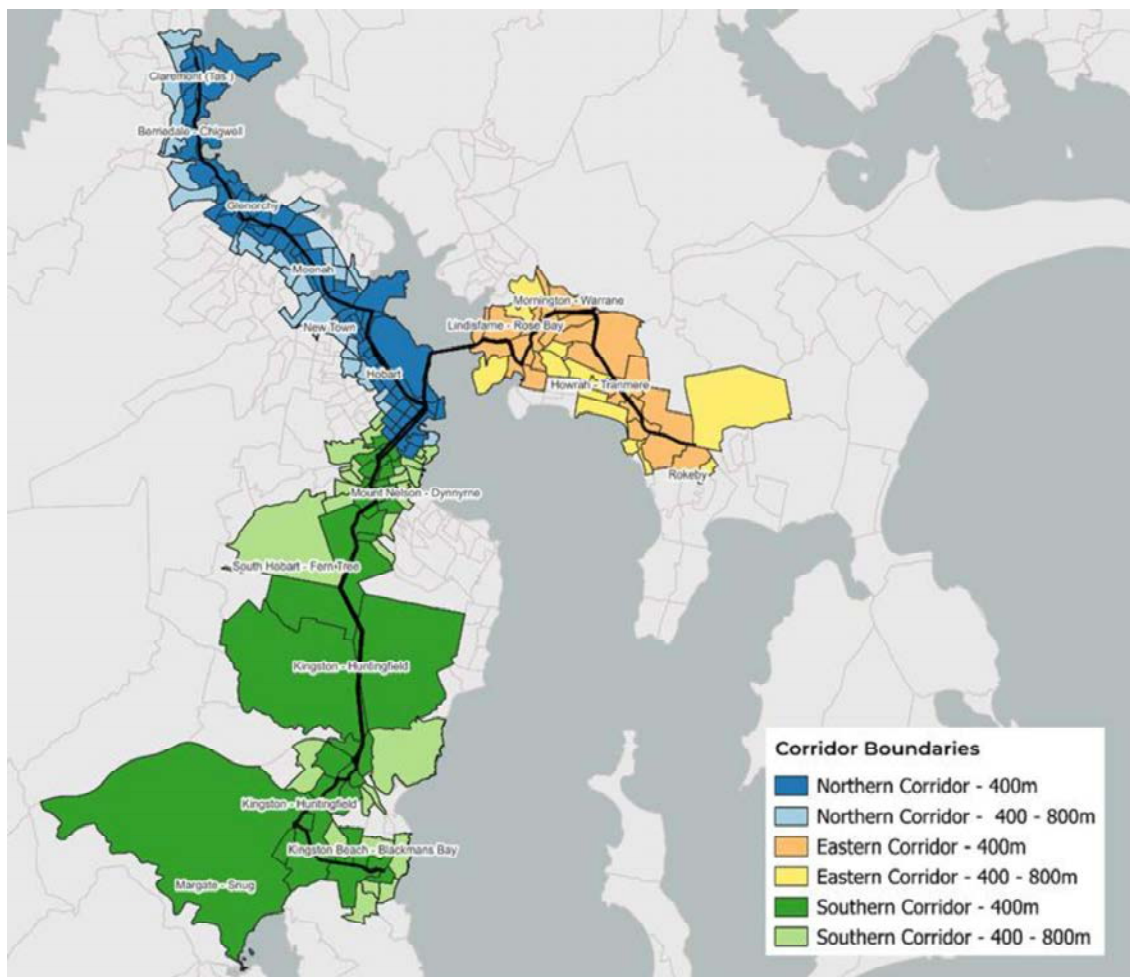 Claremont (Tas.)
Berriedale - Chigwell
Glenorchy
Moonah
Mornington - Warrane
New Town
Lindisfarne - Rose Bay
Hobart
Howrah - Tranmere
Rokeby
Mount Nelson - Dynnyrne
South Hobart - Fern Tree
Kingston - Huntingfield
Kingston - Huntingfield
Kingston Beach - Blackmans Bay
Margate - Snug
Corridor Boundaries
Northern Corridor - 400m
Northern Corridor - 400 - 800m
Eastern Corridor - 400m
Eastern Corridor - 400 - 800m
Southern Corridor - 400m
Southern Corridor - 400 - 800m